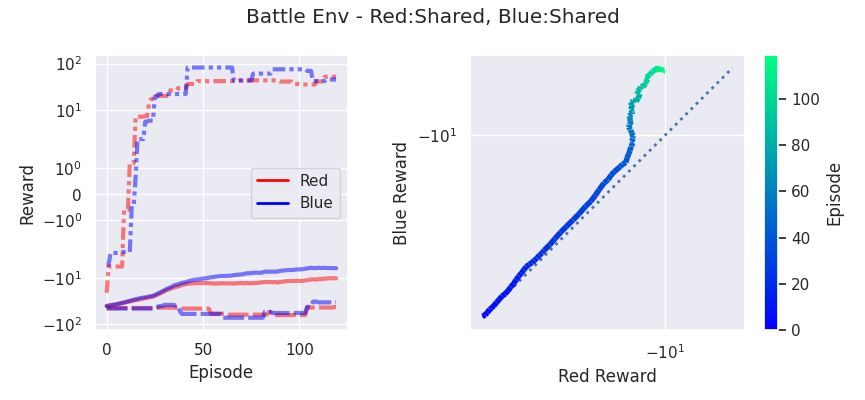 Battle Env - Red:Shared, Blue:Shared
Reward
10²
10¹
10⁰
0
−10⁰
−10¹
−10²
Red
Blue
0
50
100
Episode
Blue Reward
−10¹
−10¹
Red Reward
100
80
60
40
20
0
Episode